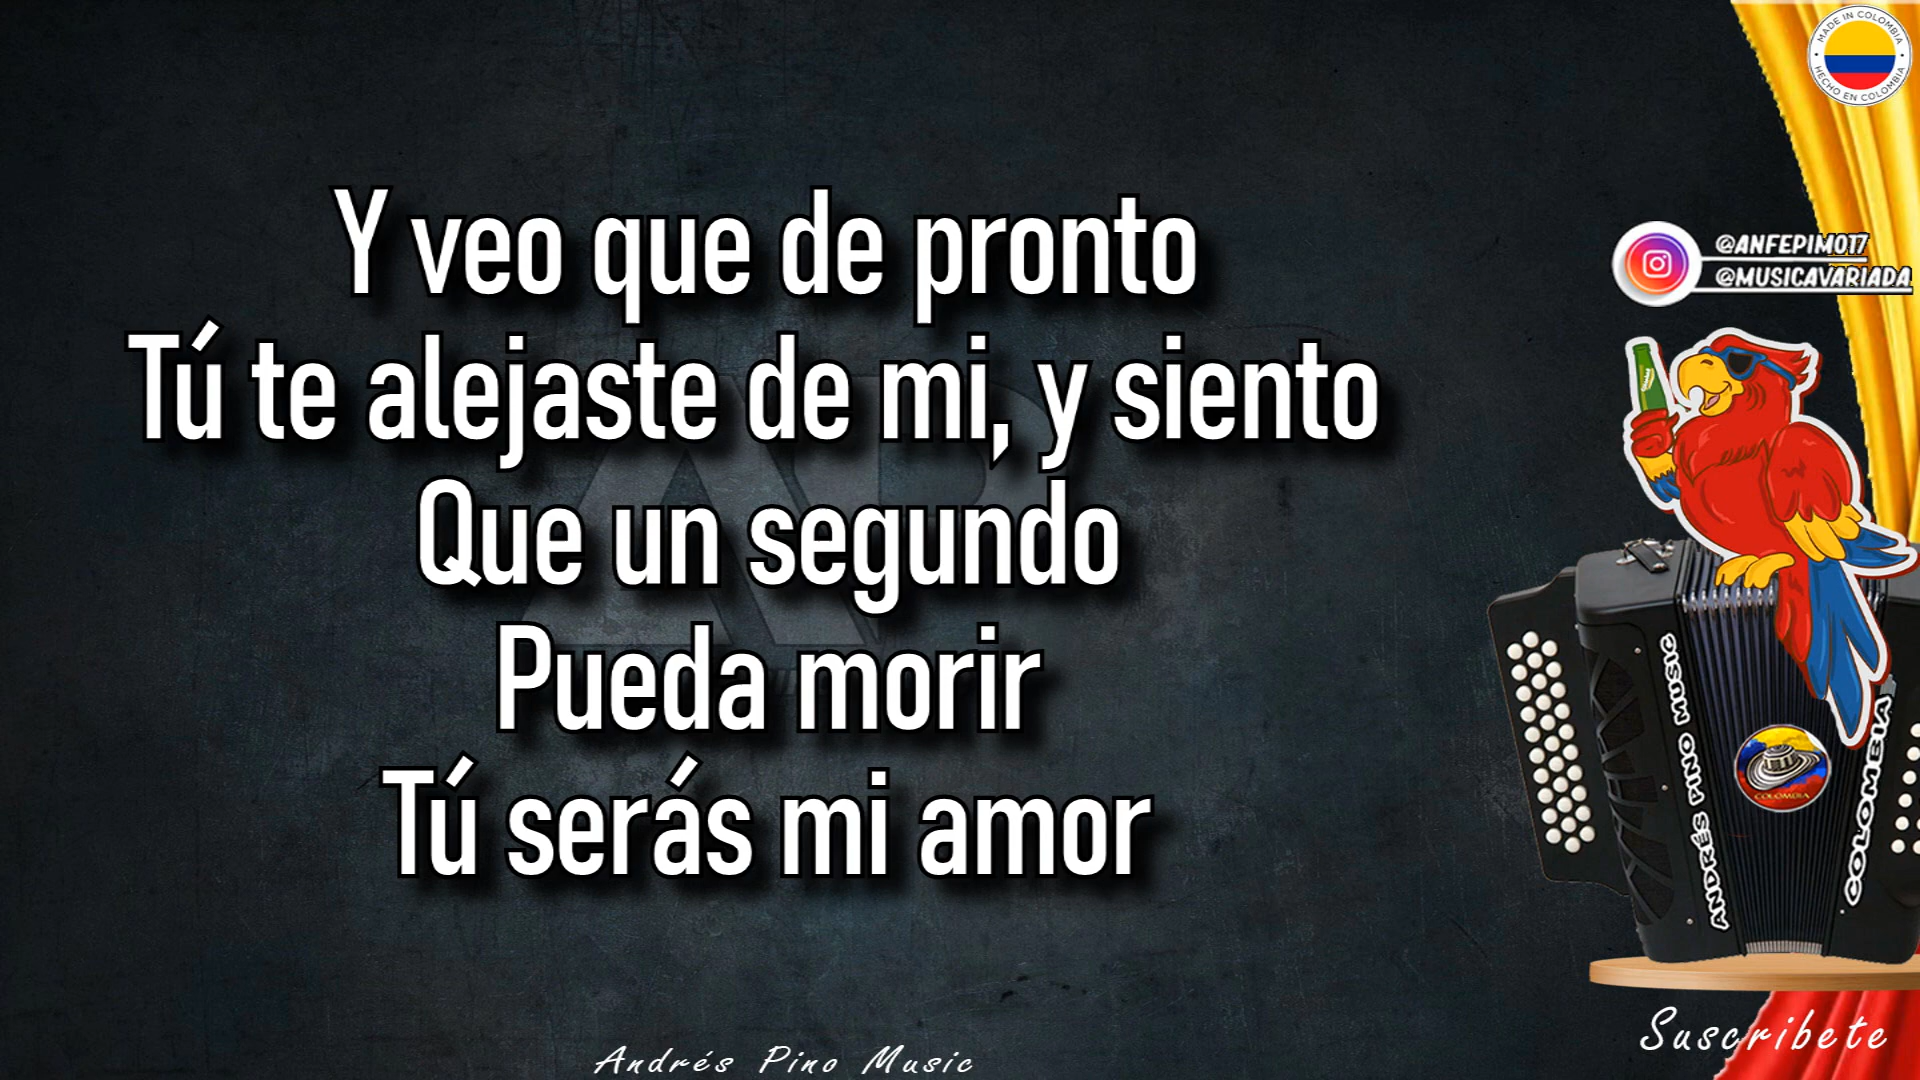 MADE IN COLOMBIA
HECHO EN COLOMBIA
Y veo que de pronto
Tú te alejaste de mi, y siento
Que un segundo
Pueda morir
Tú serás mi amor
@ANFEPIM017
@MUSICAVARIADA
ANDRÉS PINO MUSIC
COLOMBIA
COLOMBIA
Suscribete
Andrés Pino Music